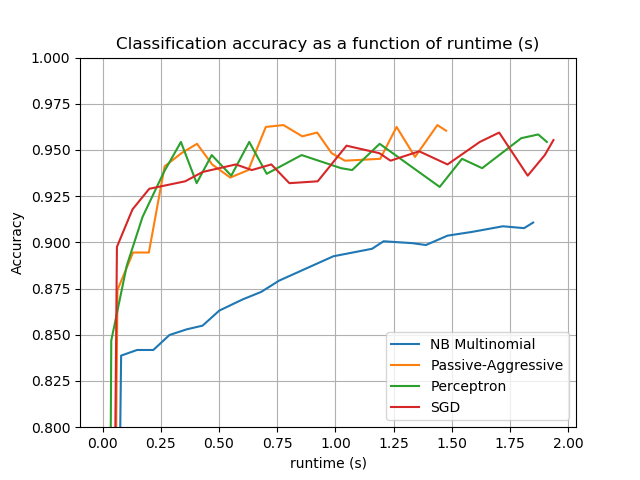 Classification accuracy as a function of runtime (s)
1.000
0.975
0.950
0.925
0.900
0.875
0.850
0.825
0.800
Accuracy
NB Multinomial
Passive-Aggressive
Perceptron
SGD
0.00 0.25 0.50 0.75 1.00 1.25 1.50 1.75 2.00
runtime (s)